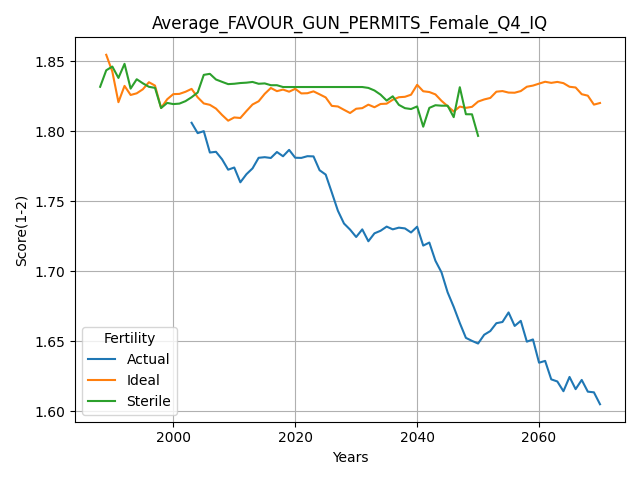 Average_FAVOUR_GUN_PERMITS_Female_Q4_IQ
Score(1-2)
1.85
1.80
1.75
1.70
1.65
1.60
Fertility
Actual
Ideal
Sterile
2000
2020
2040
2060
Years